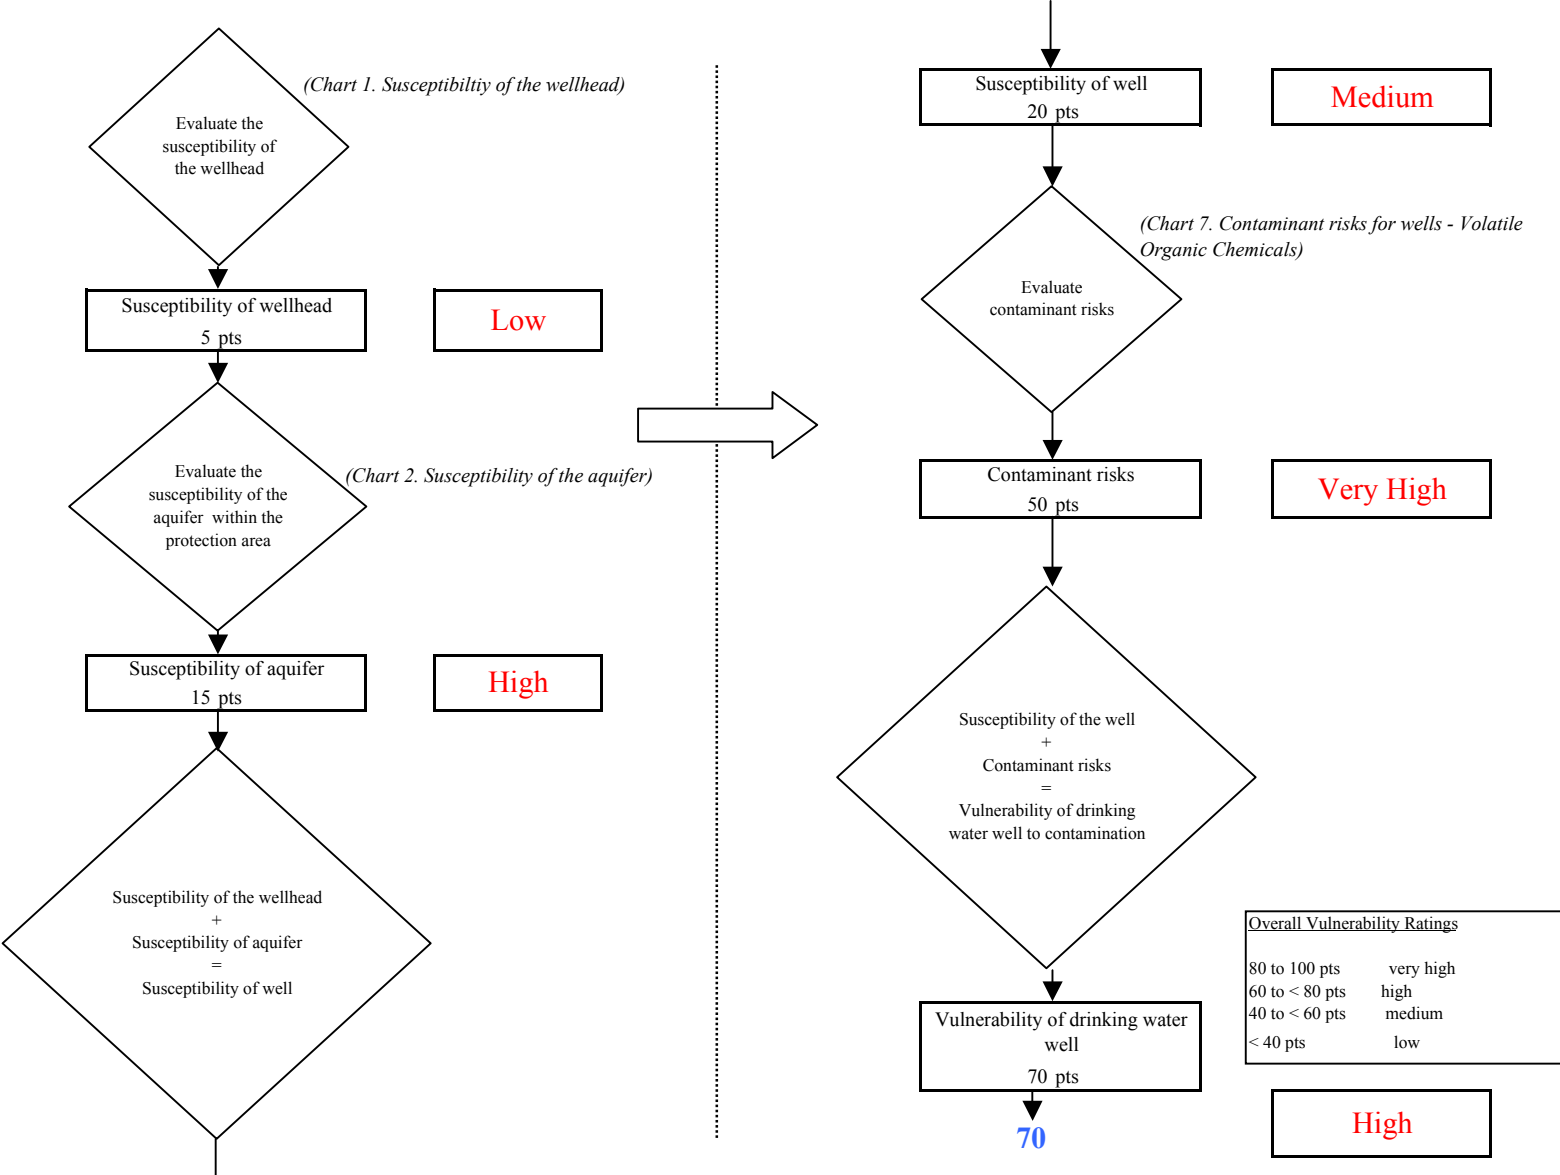 (Chart 1. Susceptibiltiy of the wellhead)
Evaluate the
susceptibility of
the wellhead
Susceptibility of wellhead
5 pts
Low
(Chart 2. Susceptibility of the aquifer)
Evaluate the
susceptibility of the
aquifer within the
protection area
Susceptibility of aquifer
15 pts
High
Susceptibility of the wellhead
+
Susceptibility of aquifer
=
Susceptibility of well
Susceptibility of well
20 pts
Medium
(Chart 7. Contaminant risks for wells - Volatile
Organic Chemicals)
Evaluate
contaminant risks
Contaminant risks
50 pts
Very High
Susceptibility of the well
+
Contaminant risks
=
Vulnerability of drinking
water well to contamination
Overall Vulnerability Ratings
80 to 100 pts very high
60 to < 80 pts high
40 to < 60 pts medium
< 40 pts low
Vulnerability of drinking water
well
70 pts
70
High